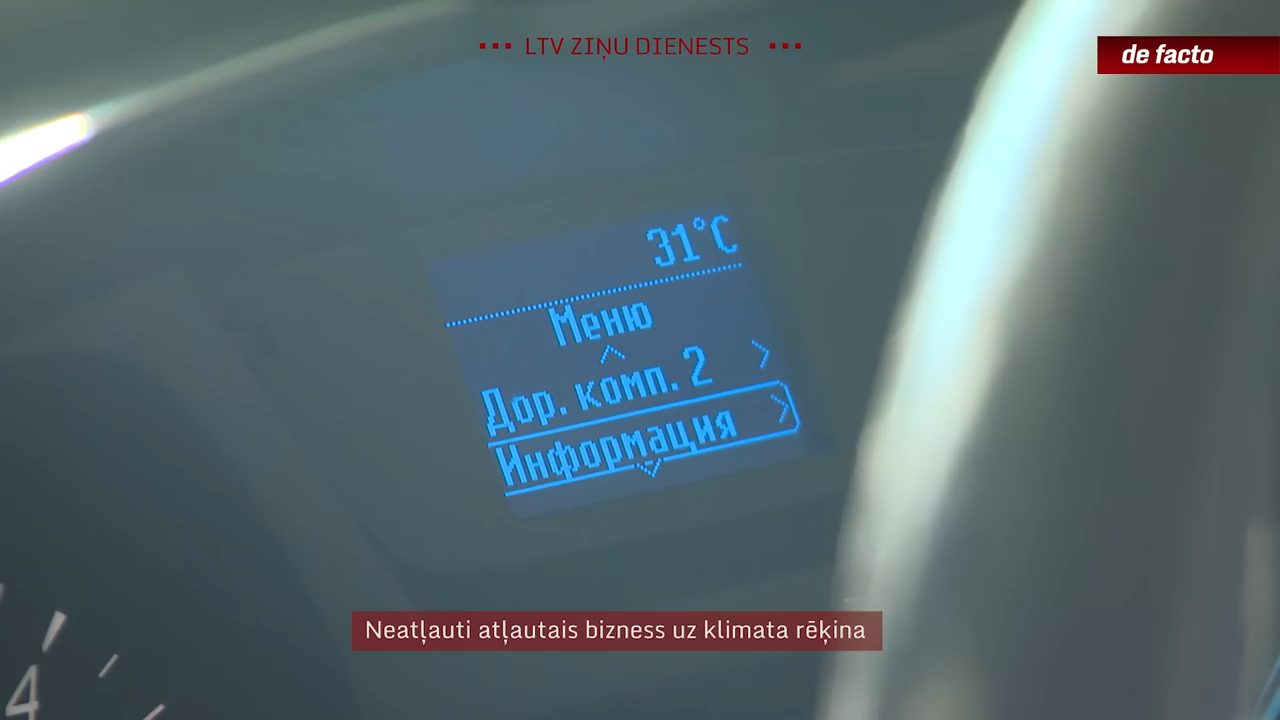 LTV ZIŅU DIENESTS
de facto
31°C
Меню
Дор. комп. 2
Информация
4
Neatļauti atļautais bizness uz klimata rēķina